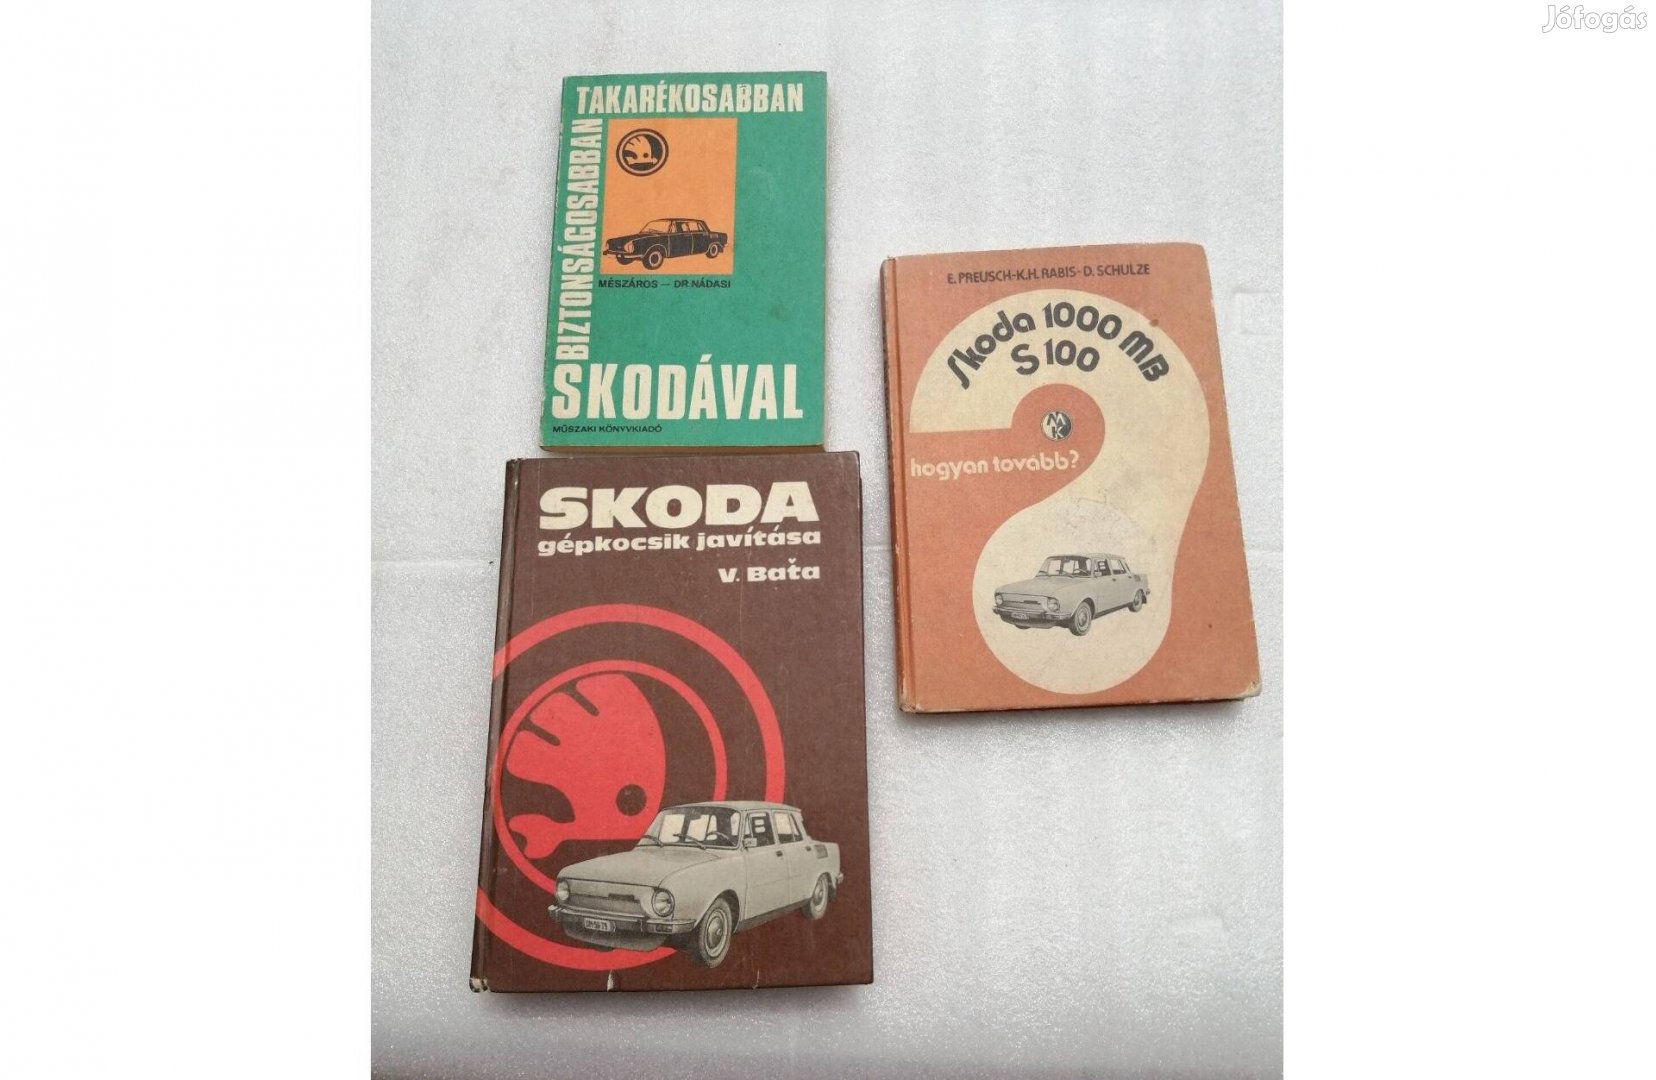 Jófogás
TAKARÉKOSABBAN
BIZTONSÁGOSABBAN
MÉSZÁROS — DR. NÁDASI
SKODÁVAL
MŰSZAKI KÖNYVKIADÓ
E. PREUSCH-K.H. RABIS-D. SCHULZE
Skoda 1000 MB
S 100
MK
hogyan tovább?
SKODA
gépkocsik javítása
V. Baťa